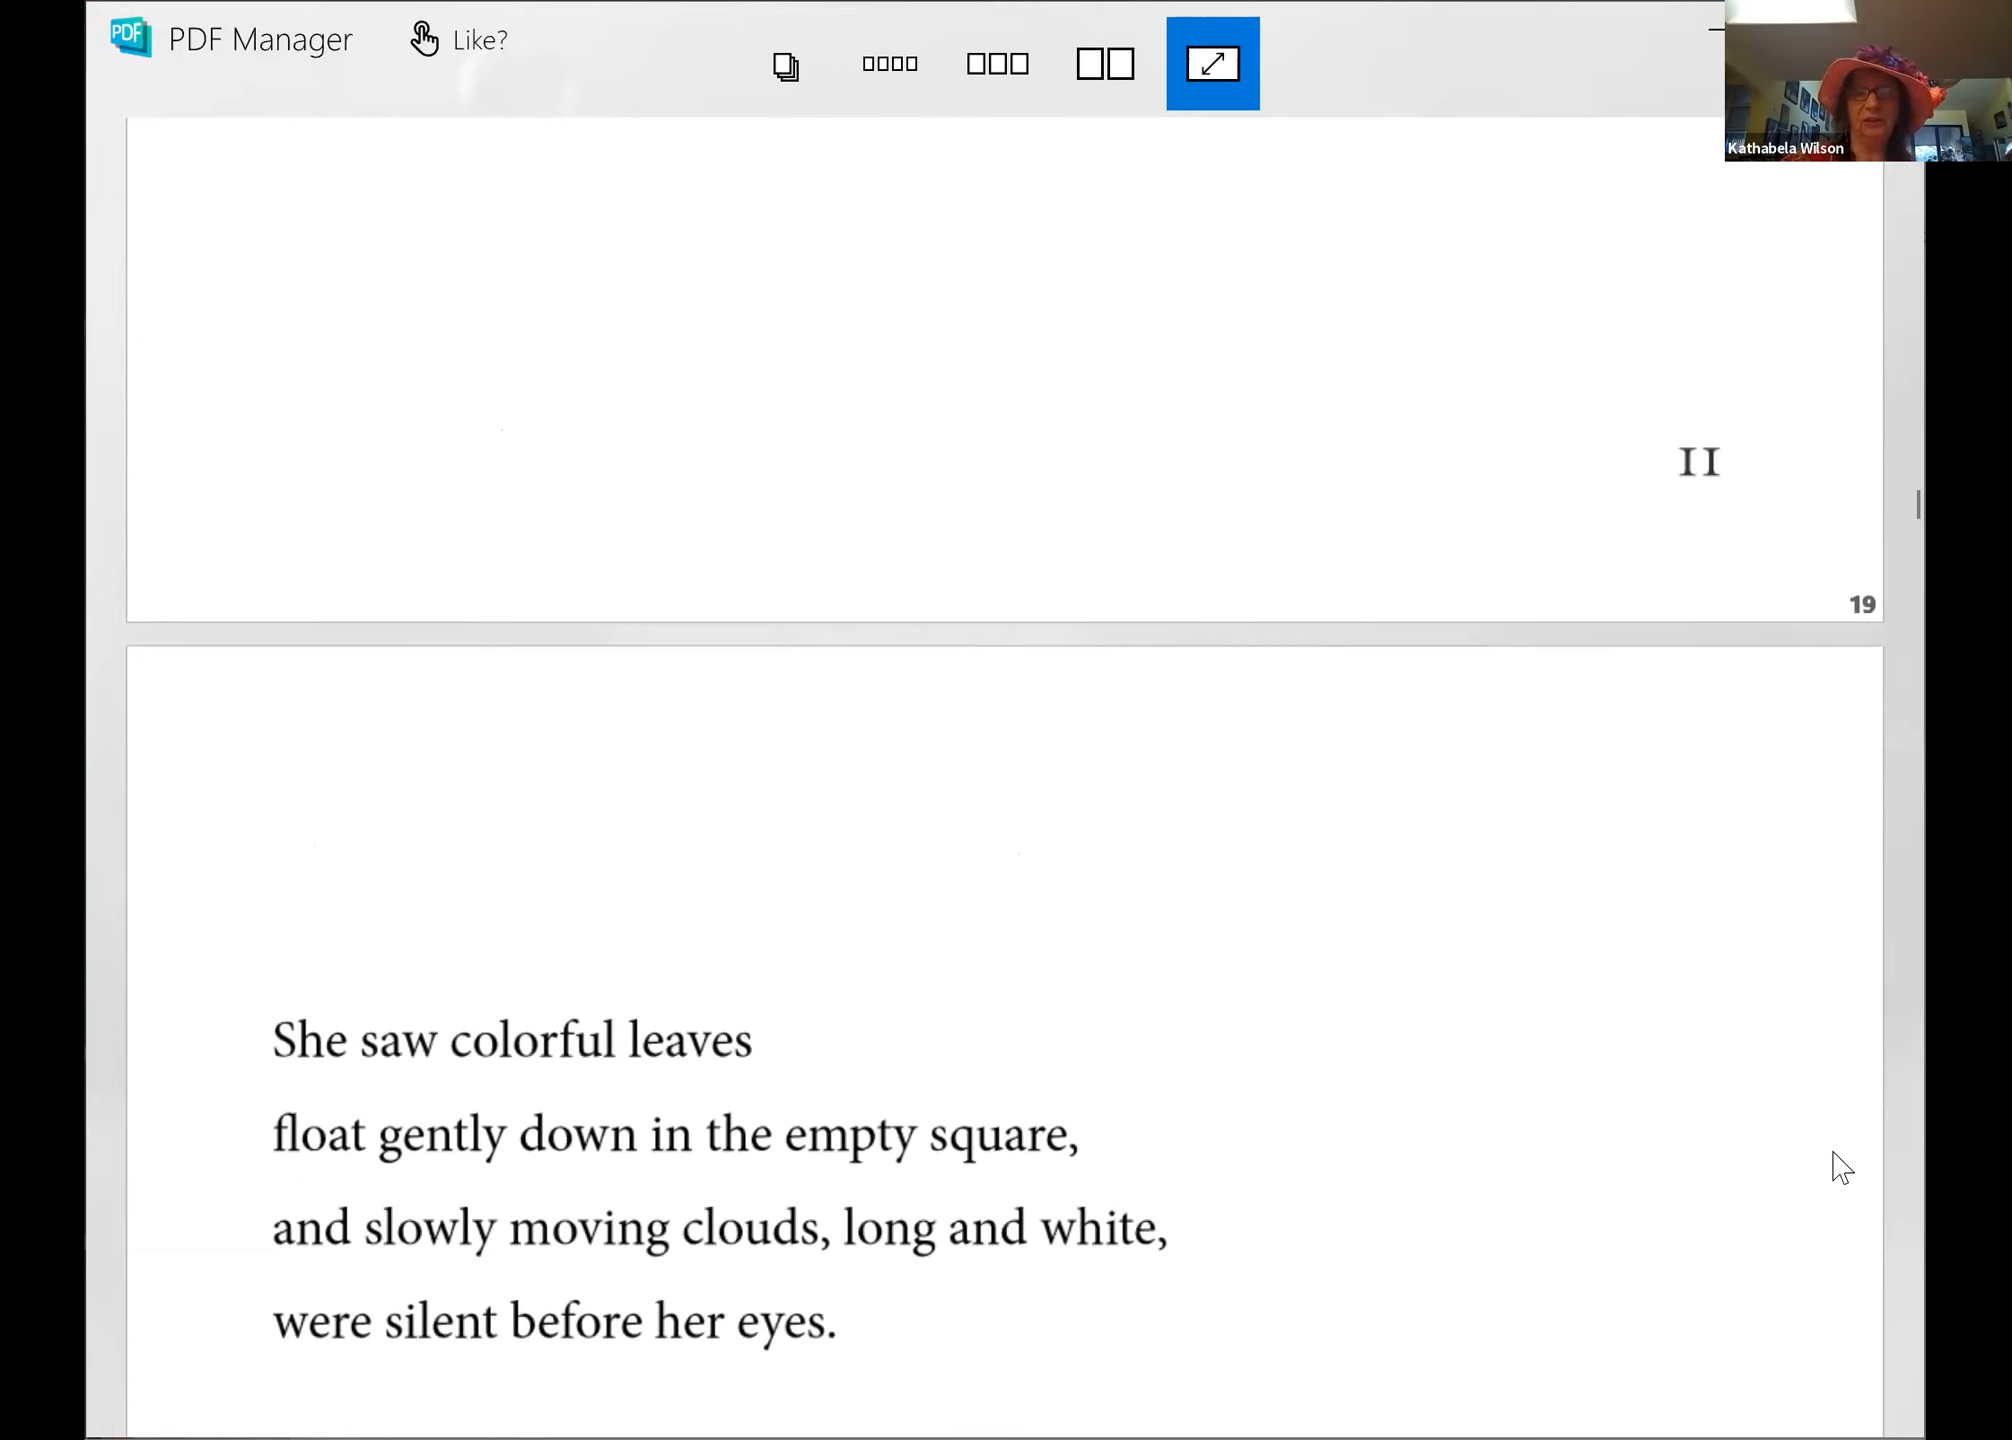 PDF
PDF Manager
Like?
Kathabela Wilson
II
19
She saw colorful leaves
float gently down in the empty square,
and slowly moving clouds, long and white,
were silent before her eyes.